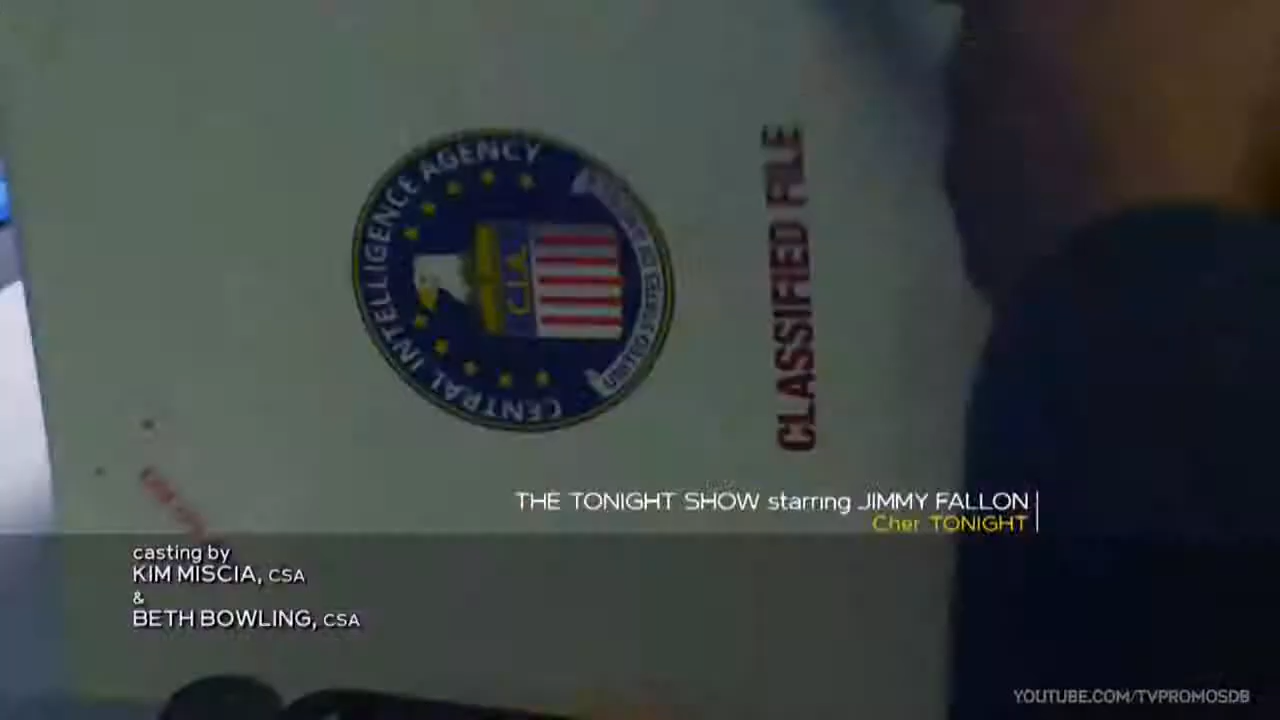 CENTRAL INTELLIGENCE AGENCY
CIA
UNITED STATES OF AMERICA
CLASSIFIED FILE
THE TONIGHT SHOW starring JIMMY FALLON
Cher TONIGHT
casting by
KIM MISCIA, CSA
&
BETH BOWLING, CSA
YOUTUBE.COM/TVPROMOSDB